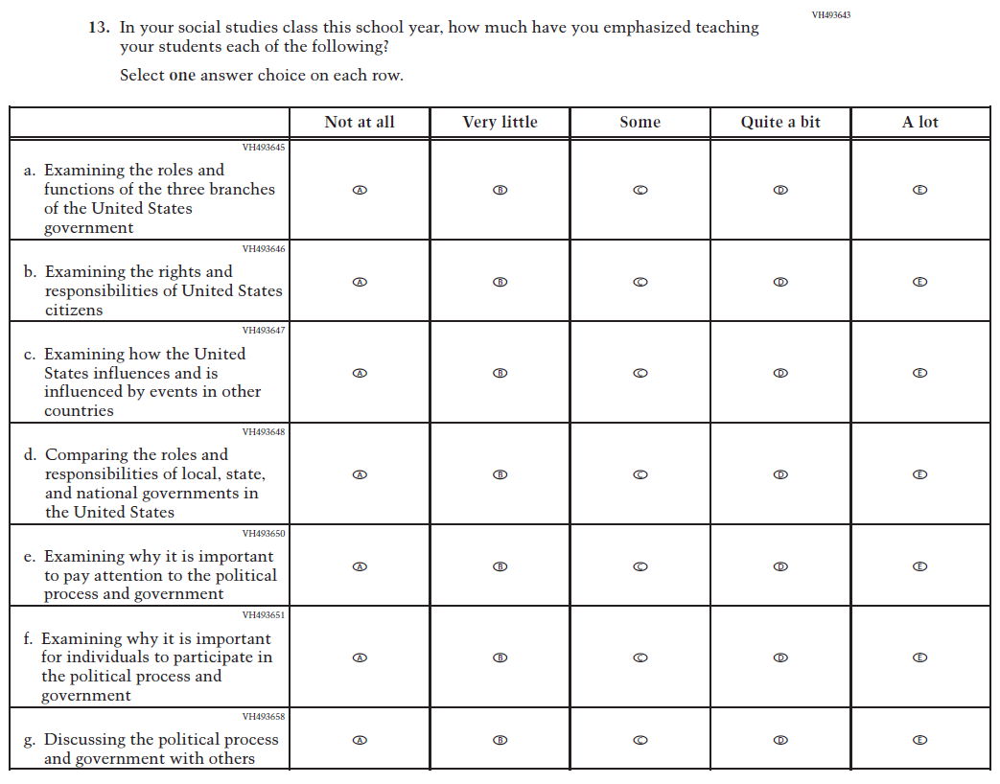 VH493643
13. In your social studies class this school year, how much have you emphasized teaching
your students each of the following?
Select one answer choice on each row.
Not at all Very little Some Quite a bit A lot
VH493645
a. Examining the roles and
functions of the three branches
of the United States
government
A B C D E
VH493646
b. Examining the rights and
responsibilities of United States
citizens
A B C D E
VH493647
c. Examining how the United
States influences and is
influenced by events in other
countries
A B C D E
VH493648
d. Comparing the roles and
responsibilities of local, state,
and national governments in
the United States
A B C D E
VH493650
e. Examining why it is important
to pay attention to the political
process and government
A B C D E
VH493651
f. Examining why it is important
for individuals to participate in
the political process and
government
A B C D E
VH493658
g. Discussing the political process
and government with others
A B C D E